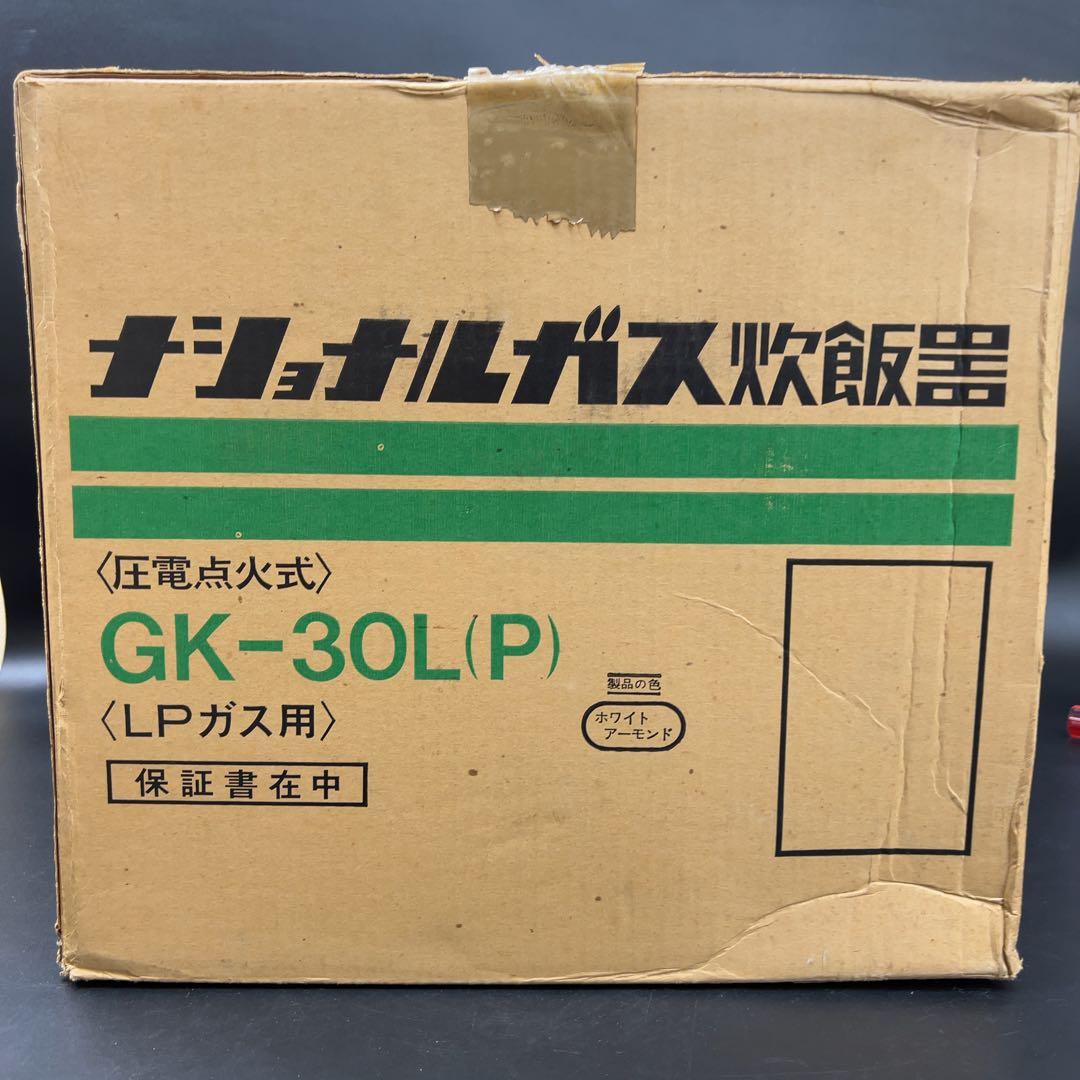 ナショナルガス炊飯器
〈圧電点火式〉
GK-30L(P)
〈LPガス用〉
保証書在中
製品の色
ホワイト
アーモンド